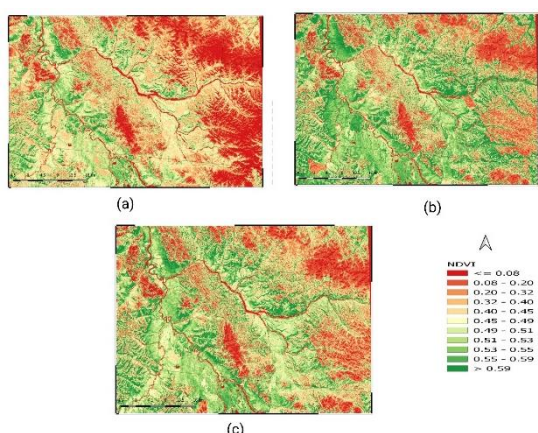 (a)
(b)
(c)
NDVI
<= 0.08
0.08 - 0.20
0.20 - 0.32
0.32 - 0.40
0.40 - 0.45
0.45 - 0.49
0.49 - 0.51
0.51 - 0.53
0.53 - 0.55
0.55 - 0.59
> 0.59